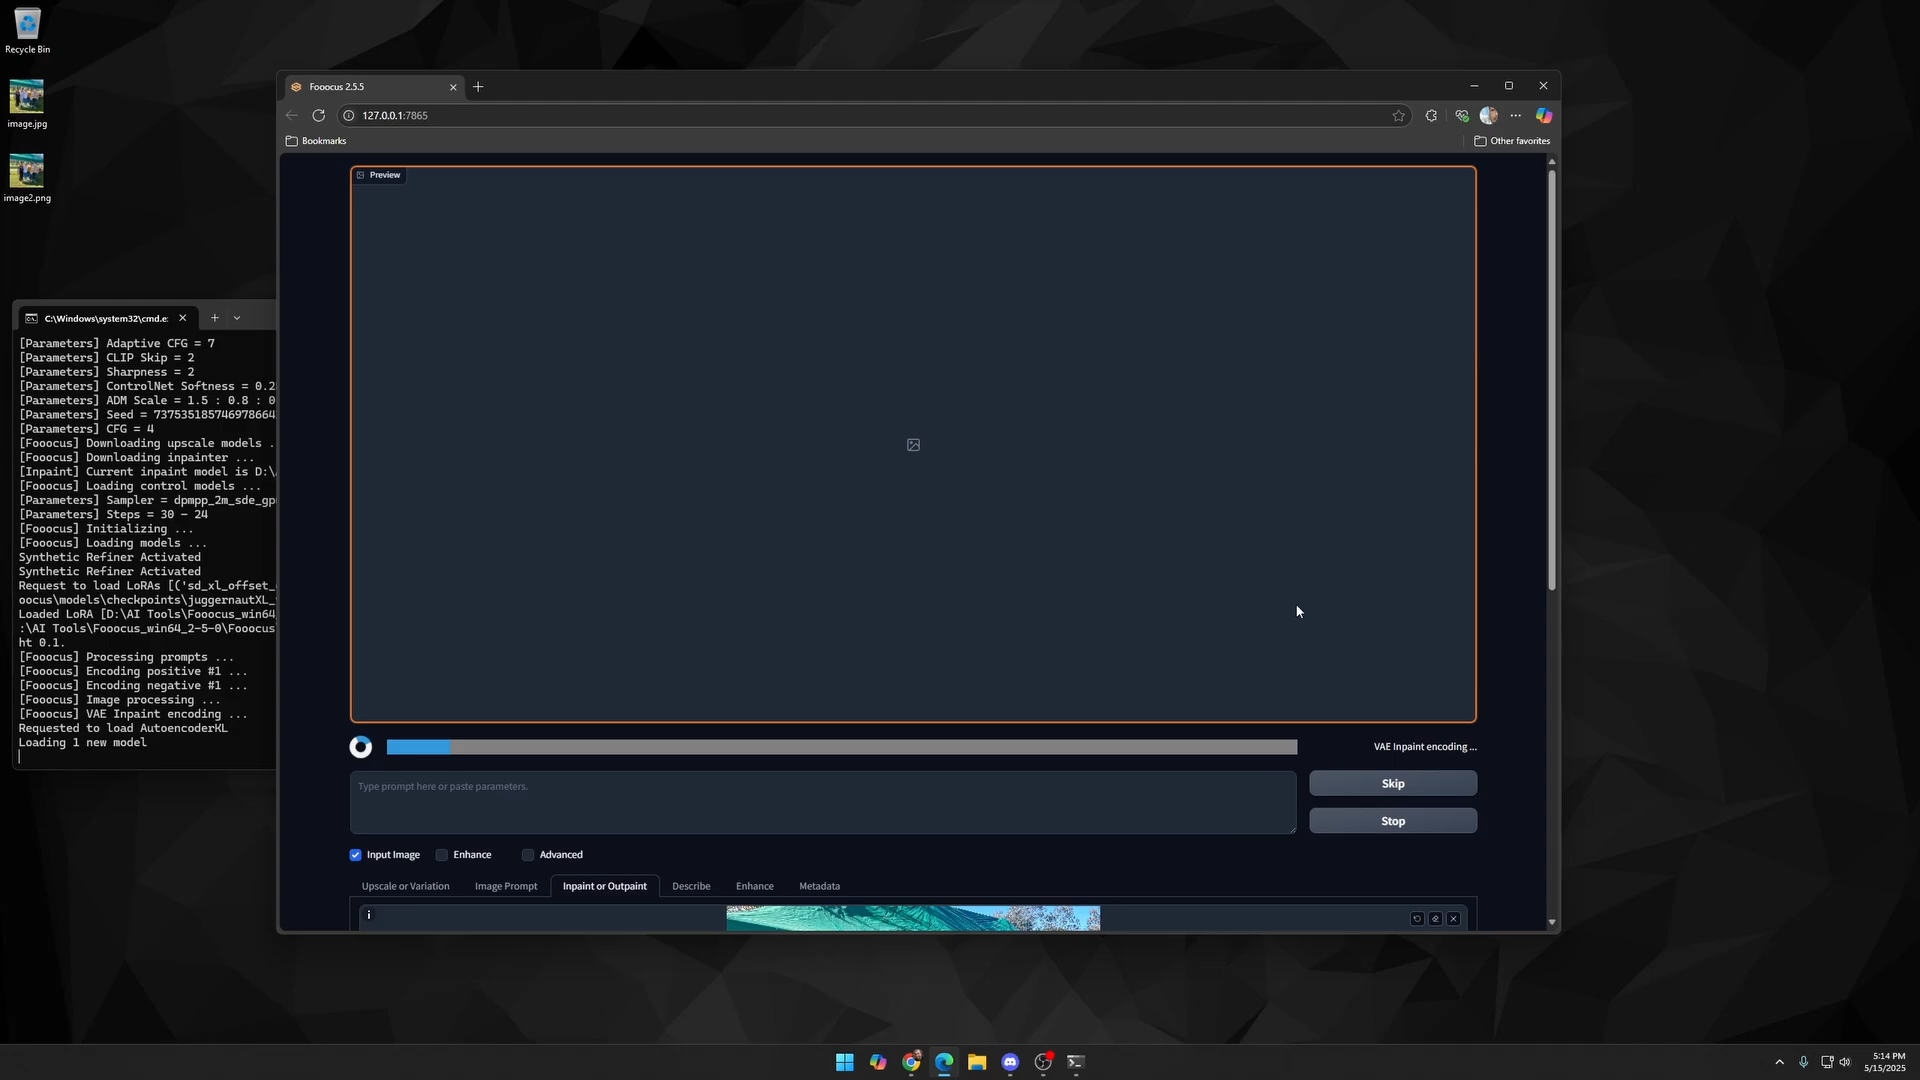 Recycle Bin
image.jpg
image2.png
C:\Windows\system32\cmd.e:
[Parameters] Adaptive CFG = 7
[Parameters] CLIP Skip = 2
[Parameters] Sharpness = 2
[Parameters] ControlNet Softness = 0.2
[Parameters] ADM Scale = 1.5 : 0.8 : 0
[Parameters] Seed = 737535185746978664
[Parameters] CFG = 4
[Fooocus] Downloading upscale models .
[Fooocus] Downloading inpainter ...
[Inpaint] Current inpaint model is D:\
[Fooocus] Loading control models ...
[Parameters] Sampler = dpmpp_2m_sde_gp
[Parameters] Steps = 30 - 24
[Fooocus] Initializing ...
[Fooocus] Loading models ...
Synthetic Refiner Activated
Synthetic Refiner Activated
Request to load LoRAs [('sd_xl_offset_
oocus\models\checkpoints\juggernautXL_
Loaded LoRA [D:\AI Tools\Fooocus_win64_
:\AI Tools\Fooocus_win64_2-5-0\Fooocus
ht 0.1.
[Fooocus] Processing prompts ...
[Fooocus] Encoding positive #1 ...
[Fooocus] Encoding negative #1 ...
[Fooocus] Image processing ...
[Fooocus] VAE Inpaint encoding ...
Requested to load AutoencoderKL
Loading 1 new model
Fooocus 2.5.5
127.0.0.1:7865
Bookmarks
Other favorites
Preview
VAE Inpaint encoding ...
Type prompt here or paste parameters.
Skip
Stop
Input Image
Enhance
Advanced
Upscale or Variation
Image Prompt
Inpaint or Outpaint
Describe
Enhance
Metadata
5:14 PM
5/15/2025